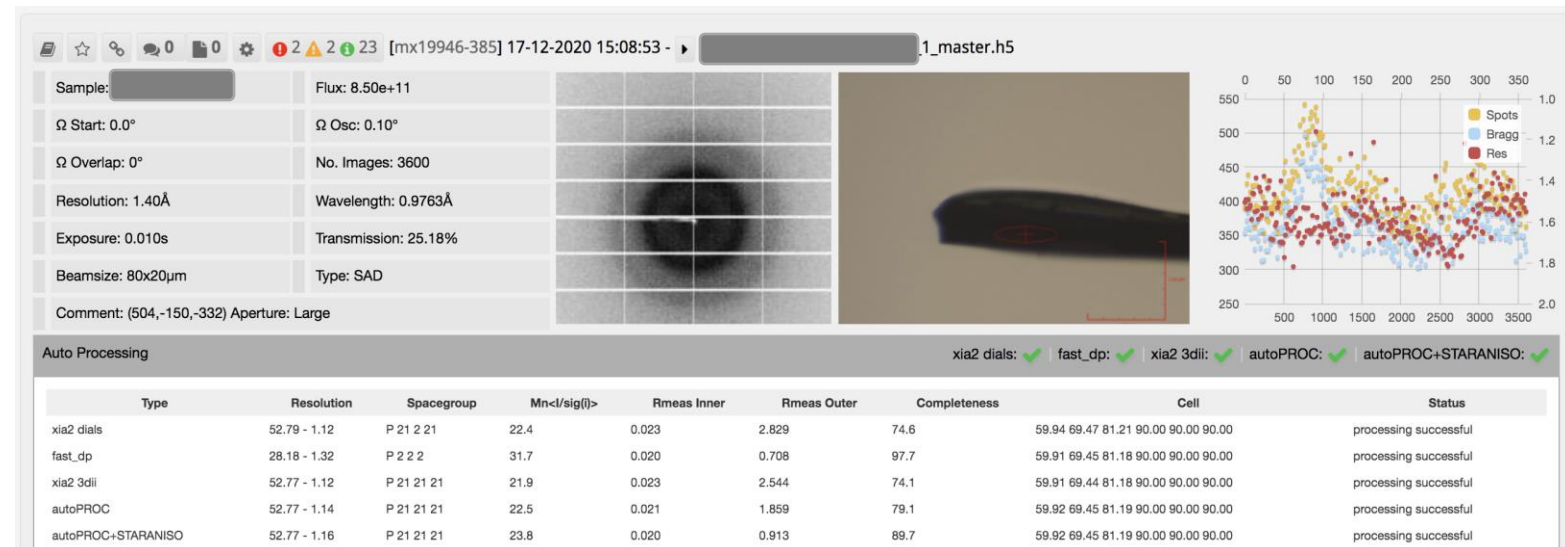 0 0 2 2 23 [mx19946-385] 17-12-2020 15:08:53 - _1_master.h5
Sample: Flux: 8.50e+11
Ω Start: 0.0° Ω Osc: 0.10°
Ω Overlap: 0° No. Images: 3600
Resolution: 1.40Å Wavelength: 0.9763Å
Exposure: 0.010s Transmission: 25.18%
Beamsize: 80x20µm Type: SAD
Comment: (504,-150,-332) Aperture: Large
0 50 100 150 200 250 300 350
550 1.0
Spots
500 Bragg 1.2
Res
450
400 1.4
350 1.6
300 1.8
250 2.0
500 1000 1500 2000 2500 3000 3500
Auto Processing xia2 dials: fast_dp: xia2 3dii: autoPROC: autoPROC+STARANISO:
Type Resolution Spacegroup Mn<I/sig(i)> Rmeas Inner Rmeas Outer Completeness Cell Status
xia2 dials 52.79 - 1.12 P 21 2 21 22.4 0.023 2.829 74.6 59.94 69.47 81.21 90.00 90.00 90.00 processing successful
fast_dp 28.18 - 1.32 P 2 2 2 31.7 0.020 0.708 97.7 59.91 69.45 81.18 90.00 90.00 90.00 processing successful
xia2 3dii 52.77 - 1.12 P 21 21 21 21.9 0.023 2.544 74.1 59.91 69.44 81.18 90.00 90.00 90.00 processing successful
autoPROC 52.77 - 1.14 P 21 21 21 22.5 0.021 1.859 79.1 59.92 69.45 81.19 90.00 90.00 90.00 processing successful
autoPROC+STARANISO 52.77 - 1.16 P 21 21 21 23.8 0.020 0.913 89.7 59.92 69.45 81.19 90.00 90.00 90.00 processing successful